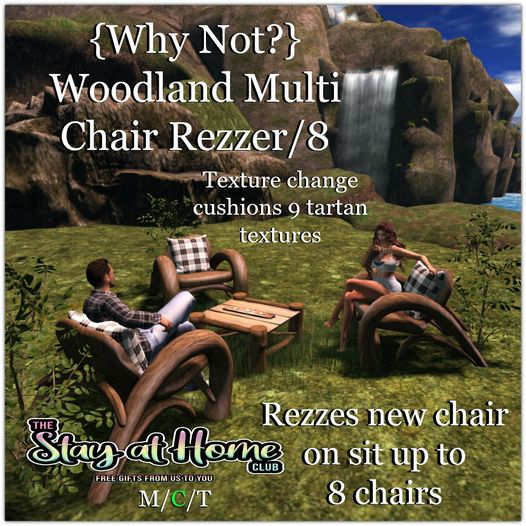 {Why Not?}
Woodland Multi
Chair Rezzer/8
Texture change
cushions 9 tartan
textures
THE
Stay at Home
CLUB
FREE GIFTS FROM US TO YOU
M/C/T
Rezzes new chair
on sit up to
8 chairs